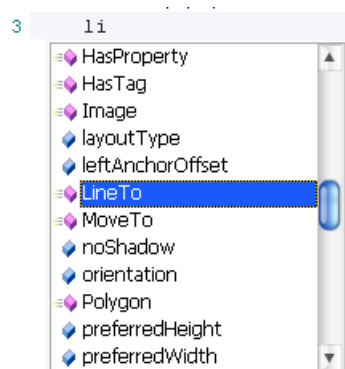 3 li
HasProperty
HasTag
Image
layoutType
leftAnchorOffset
LineTo
MoveTo
noShadow
orientation
Polygon
preferredHeight
preferredWidth